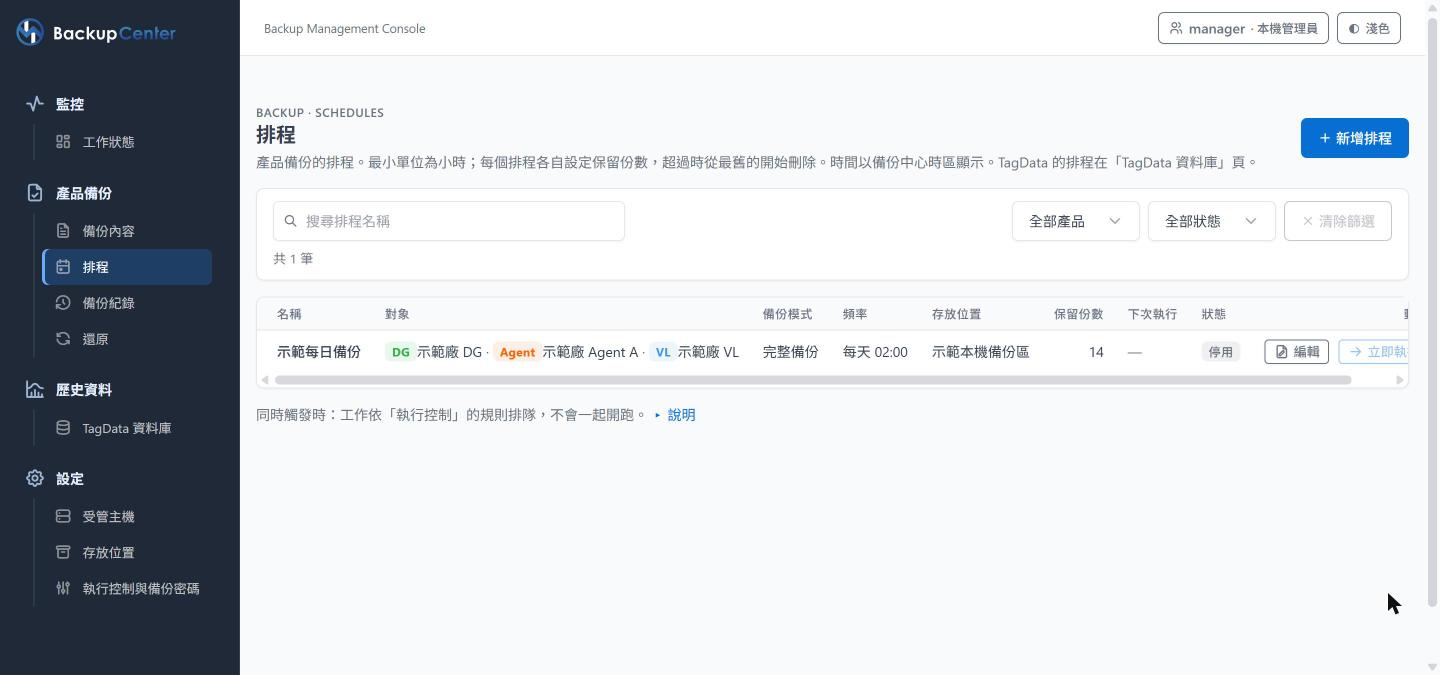 BackupCenter
Backup Management Console
manager · 本機管理員
淺色
監控
工作狀態
產品備份
備份內容
排程
備份紀錄
還原
歷史資料
TagData 資料庫
設定
受管主機
存放位置
執行控制與備份密碼
BACKUP · SCHEDULES
排程
產品備份的排程。最小單位為小時；每個排程各自設定保留份數，超過時從最舊的開始刪除。時間以備份中心時區顯示。TagData 的排程在「TagData 資料庫」頁。
+ 新增排程
搜尋排程名稱
全部產品
全部狀態
× 清除篩選
共 1 筆
名稱 對象 備份模式 頻率 存放位置 保留份數 下次執行 狀態
示範每日備份 DG 示範廠 DG · Agent 示範廠 Agent A · VL 示範廠 VL 完整備份 每天 02:00 示範本機備份區 14 — 停用 編輯 → 立即執
同時觸發時：工作依「執行控制」的規則排隊，不會一起開跑。 ▸ 說明